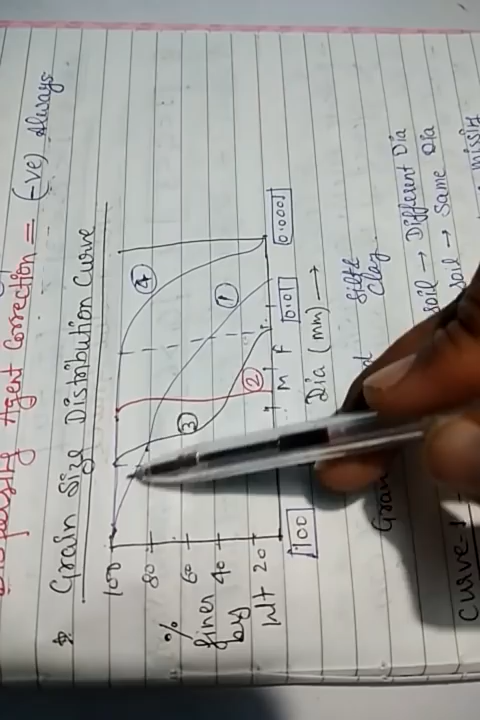 Dispersing Agent Correction = (-ve) Always
Grain Size Distribution Curve
100
80
60
40
20
%
finer
by
wt
4
1
3
2
100
M F
0.01
0.0001
Dia (mm) →
Silt &
Clay
soil → Different Dia
soil → Same Dia
Curve-1
missin